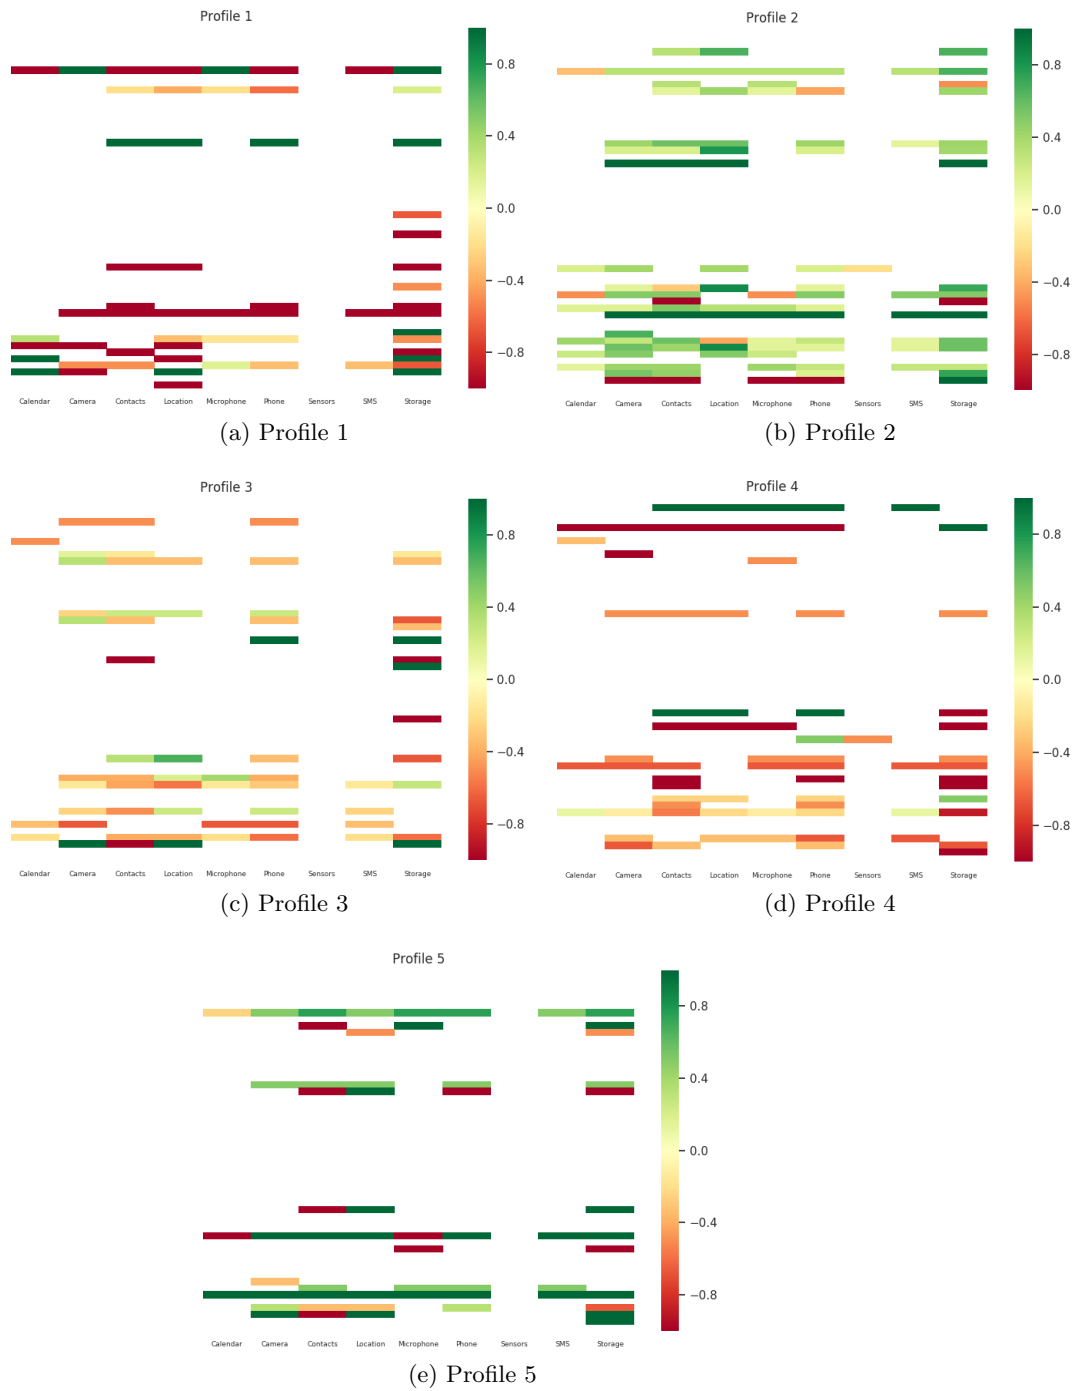 Profile 1
0.8
0.4
0.0
−0.4
−0.8
Calendar Camera Contacts Location Microphone Phone Sensors SMS Storage
(a) Profile 1
Profile 2
0.8
0.4
0.0
−0.4
−0.8
Calendar Camera Contacts Location Microphone Phone Sensors SMS Storage
(b) Profile 2
Profile 3
0.8
0.4
0.0
−0.4
−0.8
Calendar Camera Contacts Location Microphone Phone Sensors SMS Storage
(c) Profile 3
Profile 4
0.8
0.4
0.0
−0.4
−0.8
Calendar Camera Contacts Location Microphone Phone Sensors SMS Storage
(d) Profile 4
Profile 5
0.8
0.4
0.0
−0.4
−0.8
Calendar Camera Contacts Location Microphone Phone Sensors SMS Storage
(e) Profile 5